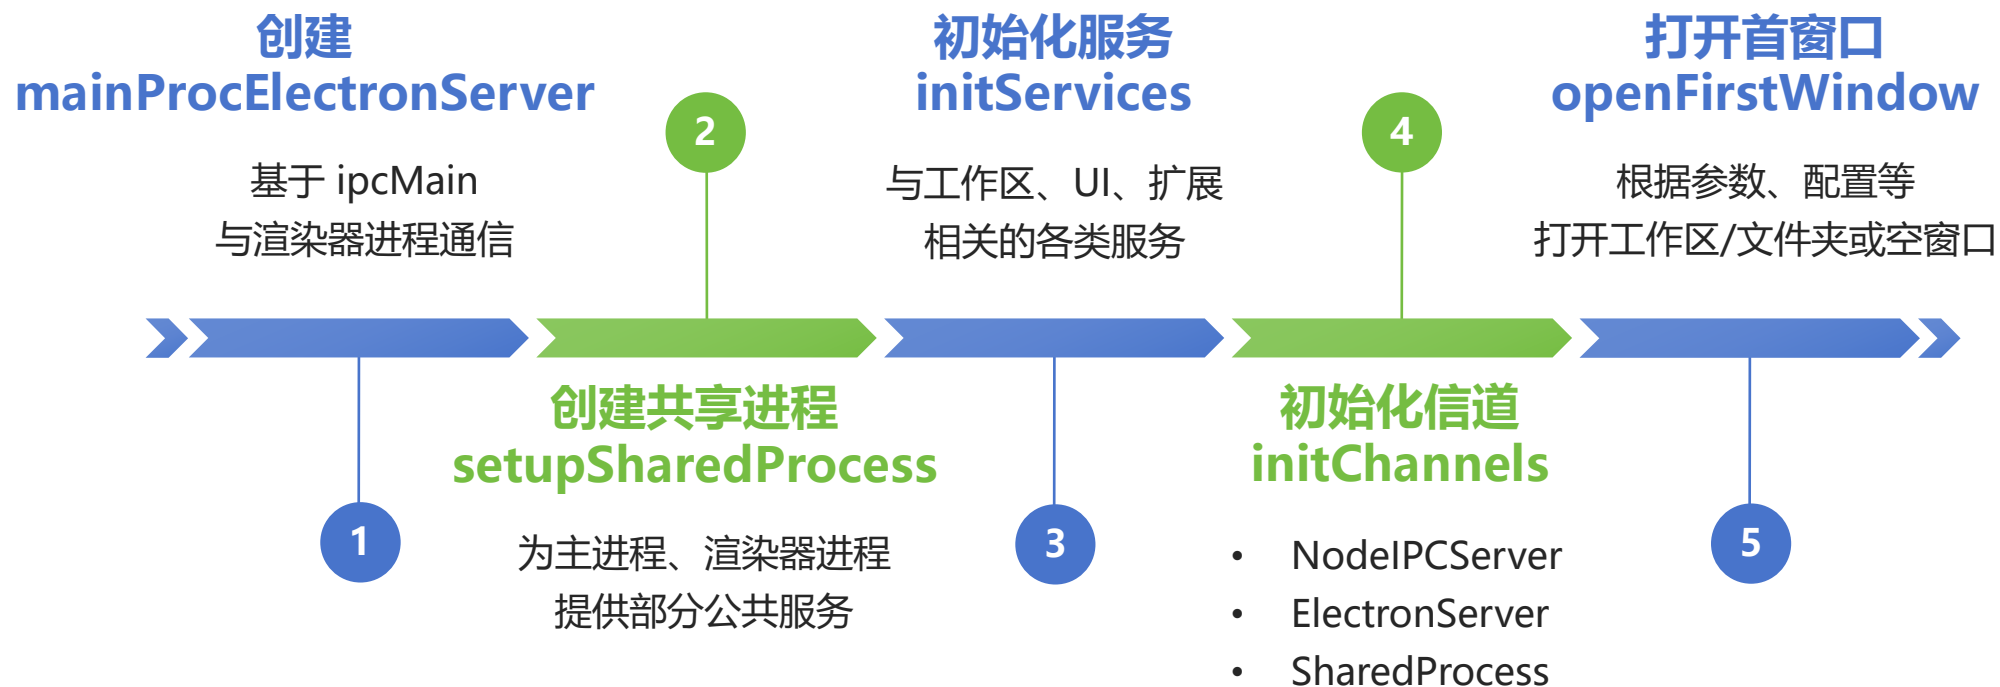 创建
mainProcElectronServer
基于 ipcMain
与渲染器进程通信
1
2
创建共享进程
setupSharedProcess
为主进程、渲染器进程
提供部分公共服务
初始化服务
initServices
与工作区、UI、扩展
相关的各类服务
3
4
初始化信道
initChannels
• NodeIPCServer
• ElectronServer
• SharedProcess
打开首窗口
openFirstWindow
根据参数、配置等
打开工作区/文件夹或空窗口
5